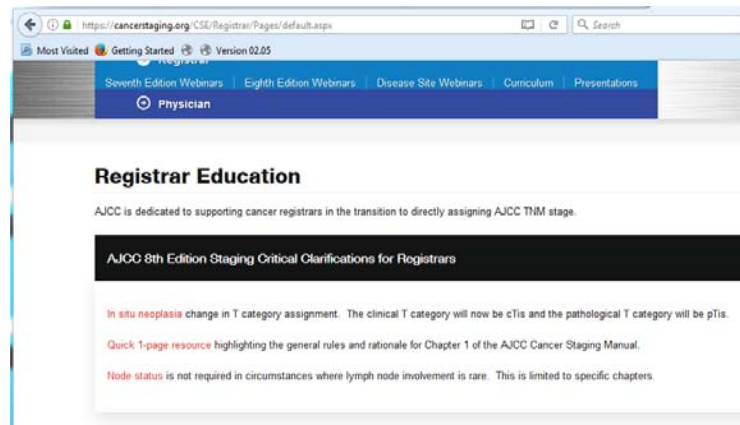 https://cancerstaging.org/CSE/Registrar/Pages/default.aspx
Search
Most Visited Getting Started Version 02.05
Registrar
Seventh Edition Webinars Eighth Edition Webinars Disease Site Webinars Curriculum Presentations
Physician
Registrar Education
AJCC is dedicated to supporting cancer registrars in the transition to directly assigning AJCC TNM stage.
AJCC 8th Edition Staging Critical Clarifications for Registrars
In situ neoplasia change in T category assignment. The clinical T category will now be cTis and the pathological T category will be pTis.
Quick 1-page resource highlighting the general rules and rationale for Chapter 1 of the AJCC Cancer Staging Manual.
Node status is not required in circumstances where lymph node involvement is rare. This is limited to specific chapters.